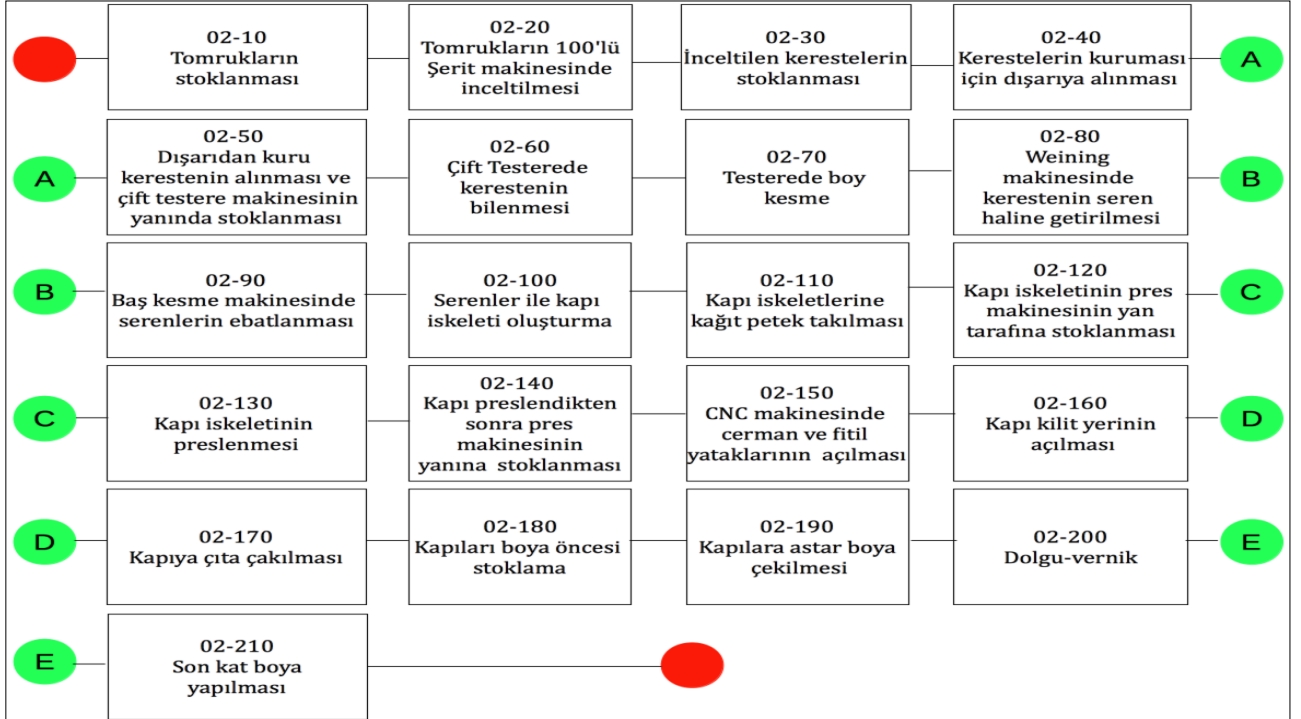 02-10
Tomrukların
stoklanması
02-20
Tomrukların 100'lü
Şerit makinesinde
inceltilmesi
02-30
İnceltilen kerestelerin
stoklanması
02-40
Kerestelerin kuruması
için dışarıya alınması
A
A
02-50
Dışarıdan kuru
kerestenin alınması ve
çift testere makinesinin
yanında stoklanması
02-60
Çift Testerede
kerestenin
bilenmesi
02-70
Testerede boy
kesme
02-80
Weining
makinesinde
kerestenin seren
haline getirilmesi
B
B
02-90
Baş kesme makinesinde
serenlerin ebatlanması
02-100
Serenler ile kapı
iskeleti oluşturma
02-110
Kapı iskeletlerine
kağıt petek takılması
02-120
Kapı iskeletinin pres
makinesinin yan
tarafına stoklanması
C
C
02-130
Kapı iskeletinin
preslenmesi
02-140
Kapı preslendikten
sonra pres
makinesinin
yanına stoklanması
02-150
CNC makinesinde
cerman ve fitil
yataklarının açılması
02-160
Kapı kilit yerinin
açılması
D
D
02-170
Kapıya çıta çakılması
02-180
Kapıları boya öncesi
stoklama
02-190
Kapılara astar boya
çekilmesi
02-200
Dolgu-vernik
E
E
02-210
Son kat boya
yapılması